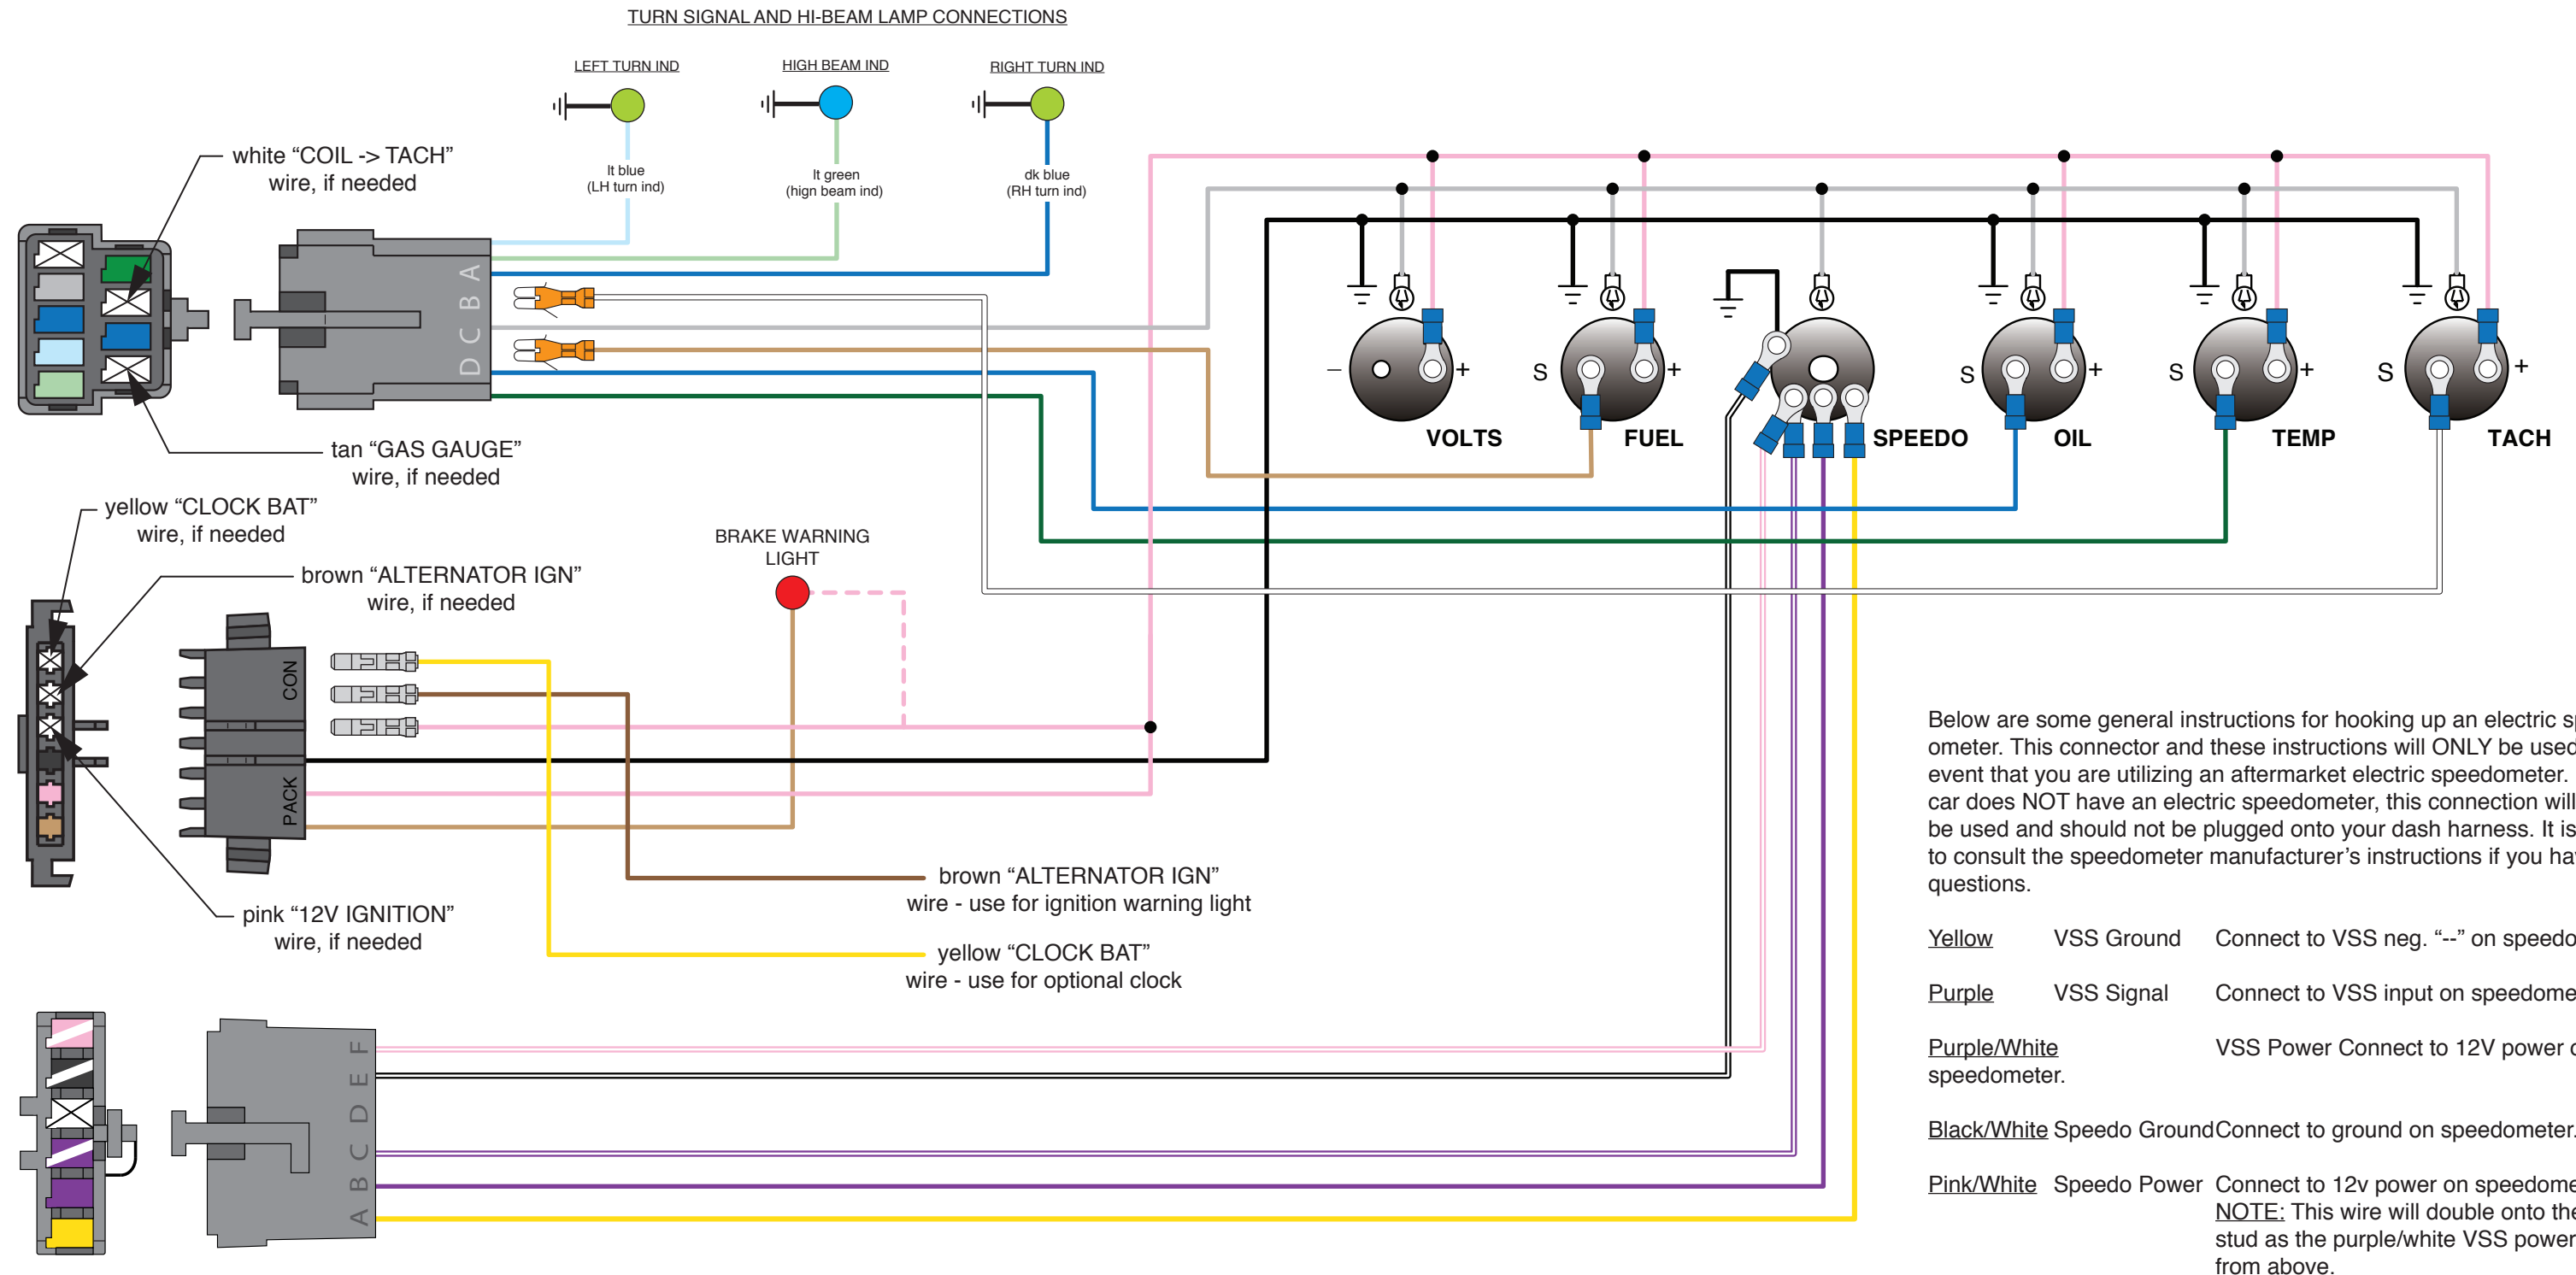 TURN SIGNAL AND HI-BEAM LAMP CONNECTIONS
LEFT TURN IND
HIGH BEAM IND
RIGHT TURN IND
white “COIL -> TACH”
wire, if needed
lt blue
(LH turn ind)
lt green
(hign beam ind)
dk blue
(RH turn ind)
A
B
C
D
tan “GAS GAUGE”
wire, if needed
–
+
VOLTS
S
+
FUEL
SPEEDO
S
+
OIL
S
+
TEMP
S
+
TACH
yellow “CLOCK BAT”
wire, if needed
brown “ALTERNATOR IGN”
wire, if needed
BRAKE WARNING
LIGHT
CON
PACK
pink “12V IGNITION”
wire, if needed
brown “ALTERNATOR IGN”
wire - use for ignition warning light
yellow “CLOCK BAT”
wire - use for optional clock
F
E
D
C
B
A
Below are some general instructions for hooking up an electric
ometer. This connector and these instructions will ONLY be used
event that you are utilizing an aftermarket electric speedometer.
car does NOT have an electric speedometer, this connection will
be used and should not be plugged onto your dash harness. It is
to consult the speedometer manufacturer’s instructions if you
questions.
Yellow VSS Ground Connect to VSS neg. “--” on
Purple VSS Signal Connect to VSS input on
Purple/White VSS Power Connect to 12V power
speedometer.
Black/White Speedo Ground Connect to ground on speedometer.
Pink/White Speedo Power Connect to 12v power on
NOTE: This wire will double onto
stud as the purple/white VSS power
from above.